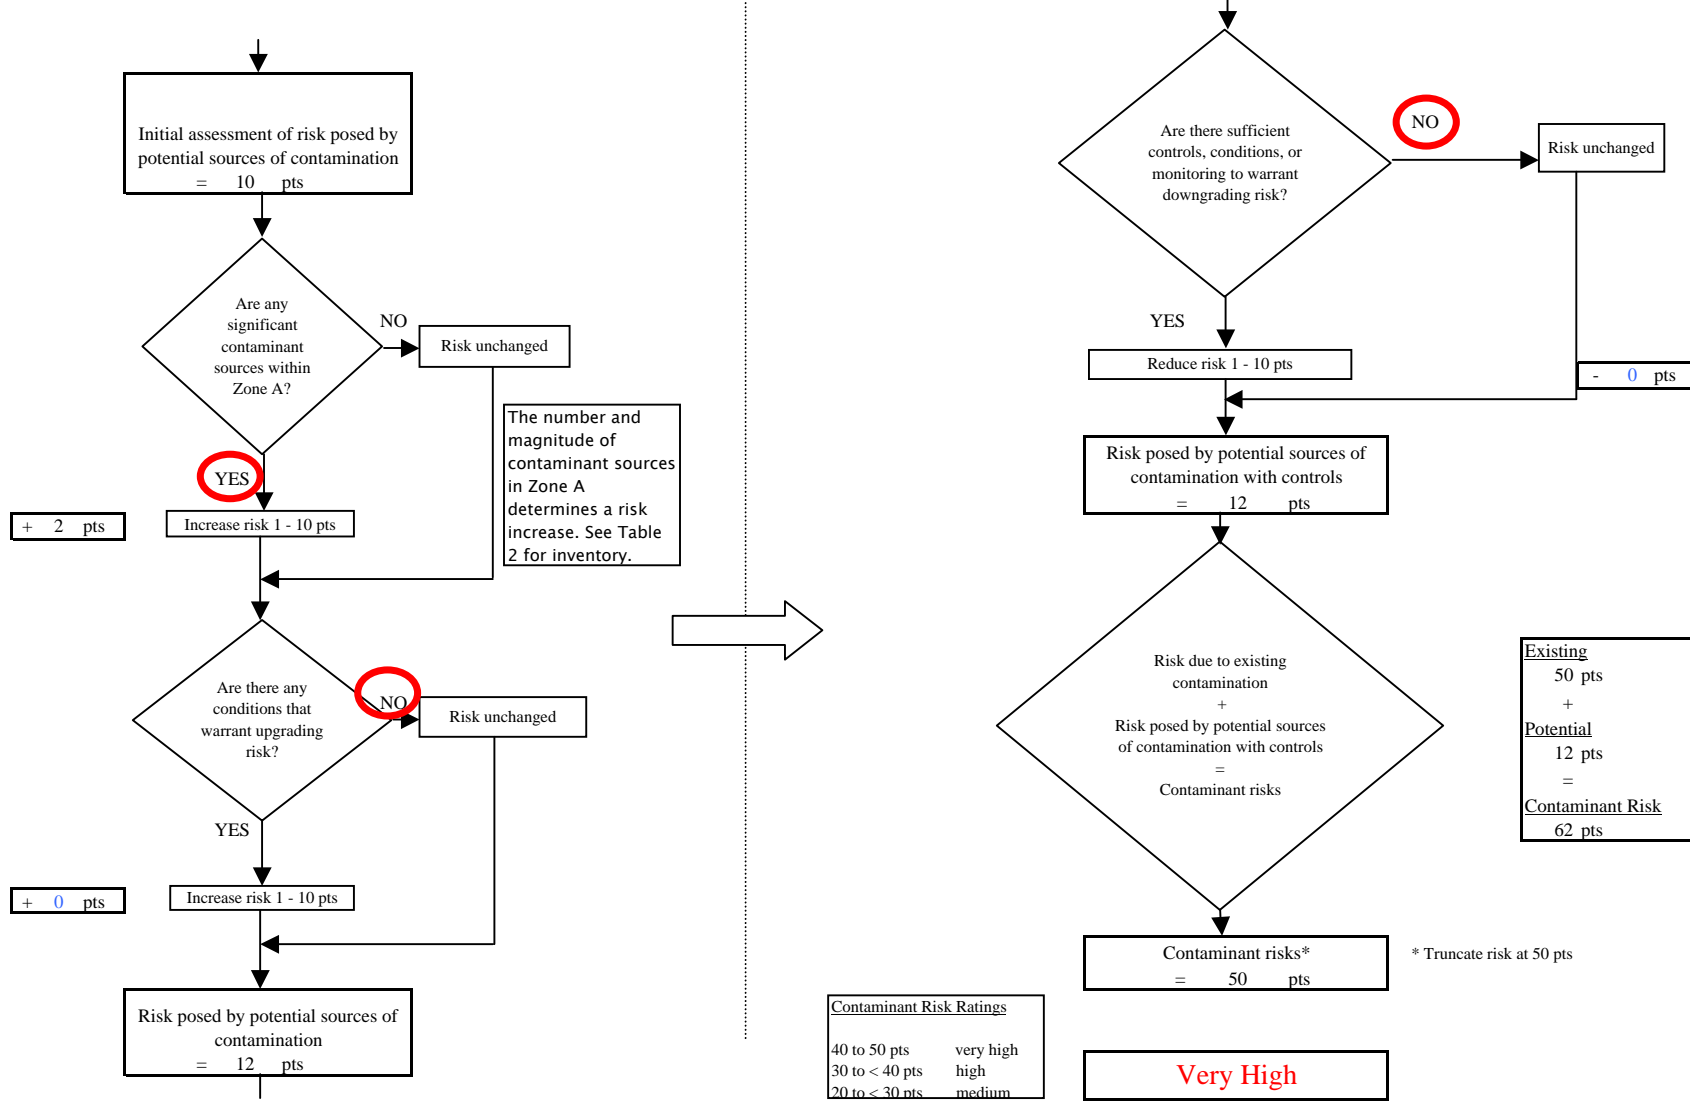 Initial assessment of risk posed by
potential sources of contamination
= 10 pts
Are any
significant
contaminant
sources within
Zone A?
NO
Risk unchanged
YES
The number and
magnitude of
contaminant sources
in Zone A
determines a risk
increase. See Table
2 for inventory.
+ 2 pts
Increase risk 1 - 10 pts
Are there any
conditions that
warrant upgrading
risk?
NO
Risk unchanged
YES
+ 0 pts
Increase risk 1 - 10 pts
Risk posed by potential sources of
contamination
= 12 pts
Are there sufficient
controls, conditions, or
monitoring to warrant
downgrading risk?
NO
Risk unchanged
YES
Reduce risk 1 - 10 pts
- 0 pts
Risk posed by potential sources of
contamination with controls
= 12 pts
Risk due to existing
contamination
+
Risk posed by potential sources
of contamination with controls
=
Contaminant risks
Existing
50 pts
+
Potential
12 pts
=
Contaminant Risk
62 pts
Contaminant risks*
= 50 pts
* Truncate risk at 50 pts
Contaminant Risk Ratings
40 to 50 pts very high
30 to < 40 pts high
20 to < 30 pts medium
Very High